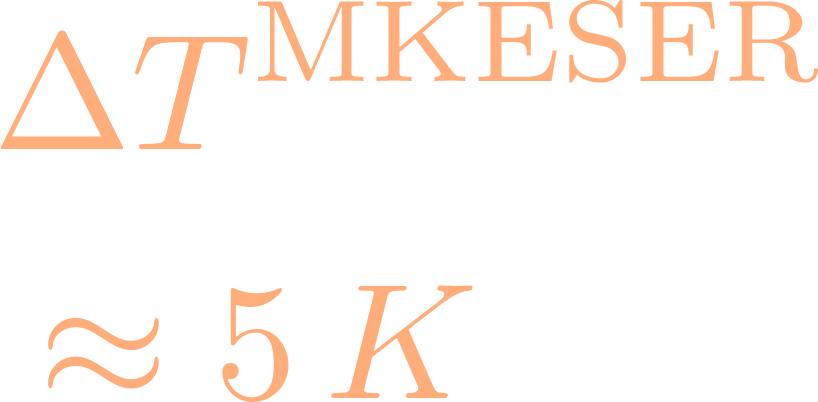 ΔT^MKESER
≈ 5 K